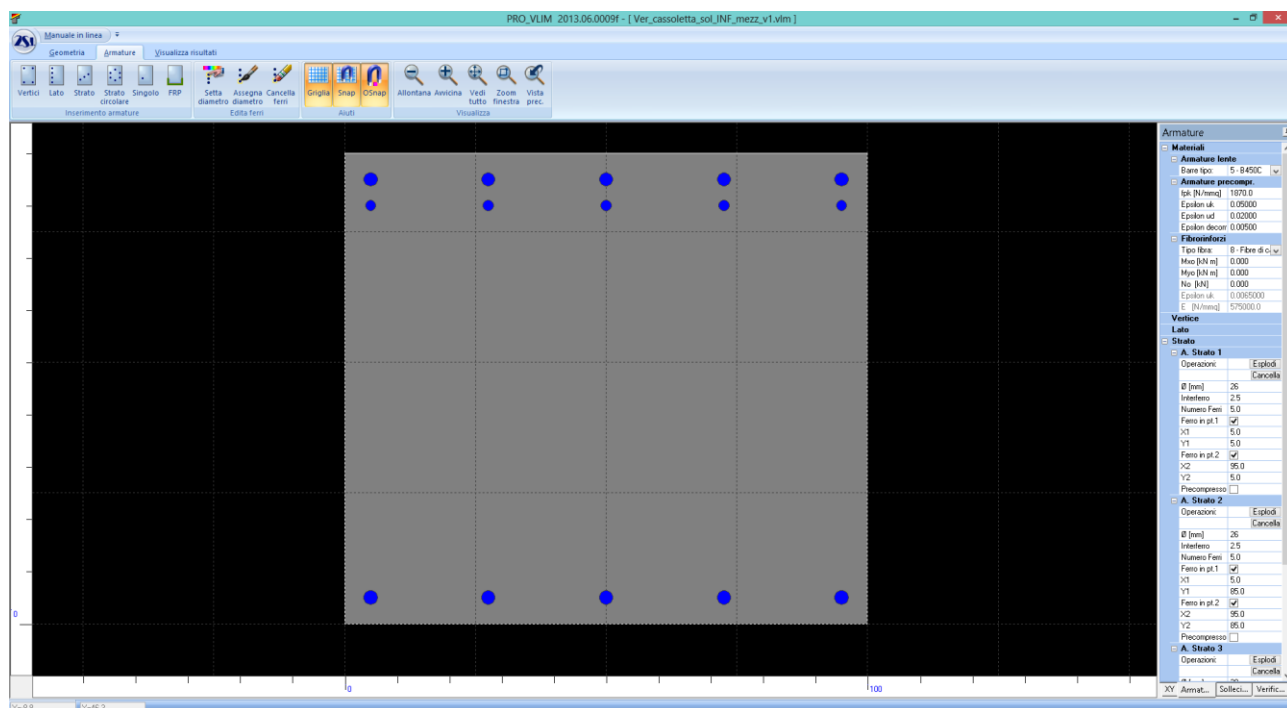 PRO_VLIM 2013.06.0009f - [ Ver_cassoletta_sol_INF_mezz_v1.vlm ]
2SI
Manuale in linea
Geometria Armature Visualizza risultati
Vertici Lato Strato Strato circolare Singolo FRP
Setta diametro Assegna diametro Cancella ferri
Griglia Snap OSnap
Allontana Avvicina Vedi tutto Zoom finestra Vista prec.
Inserimento armature Edita ferri Aiuti Visualizza
0
0 100
Armature
Materiali
Armature lente
Barre tipo: 5 - B450C
Armature precompr.
fpk [N/mmq] 1870.0
Epsilon uk 0.05000
Epsilon ud 0.02000
Epsilon decom 0.00500
Fibrorinforzi
Tipo fibra: 8 - Fibre di c
Mxo [kN m] 0.000
Myo [kN m] 0.000
No [kN] 0.000
Epsilon uk 0.0065000
E [N/mmq] 575000.0
Vertice
Lato
Strato
A. Strato 1
Operazioni: Esplodi
Cancella
Ø [mm] 26
Interferro 2.5
Numero Ferri 5.0
Ferro in pt.1
X1 5.0
Y1 5.0
Ferro in pt.2
X2 95.0
Y2 5.0
Precompresso
A. Strato 2
Operazioni: Esplodi
Cancella
Ø [mm] 26
Interferro 2.5
Numero Ferri 5.0
Ferro in pt.1
X1 5.0
Y1 85.0
Ferro in pt.2
X2 95.0
Y2 85.0
Precompresso
A. Strato 3
Operazioni: Esplodi
Cancella
XY Armat... Solleci... Verific...